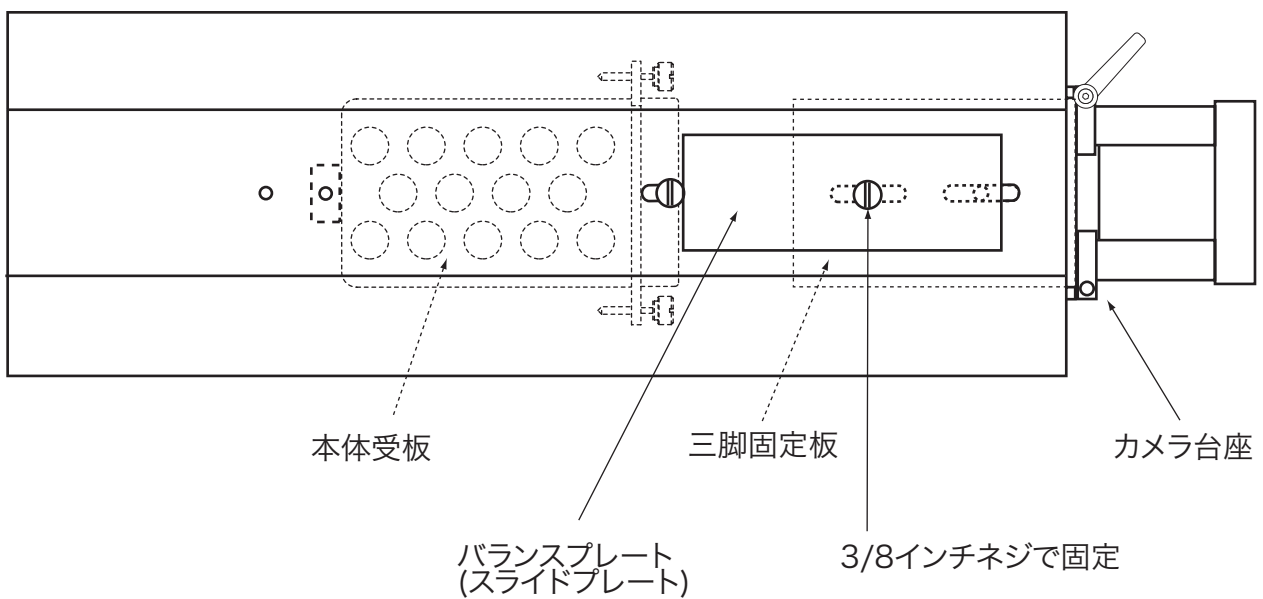 本体受板
三脚固定板
カメラ台座
バランスプレート
(スライドプレート)
3/8インチネジで固定